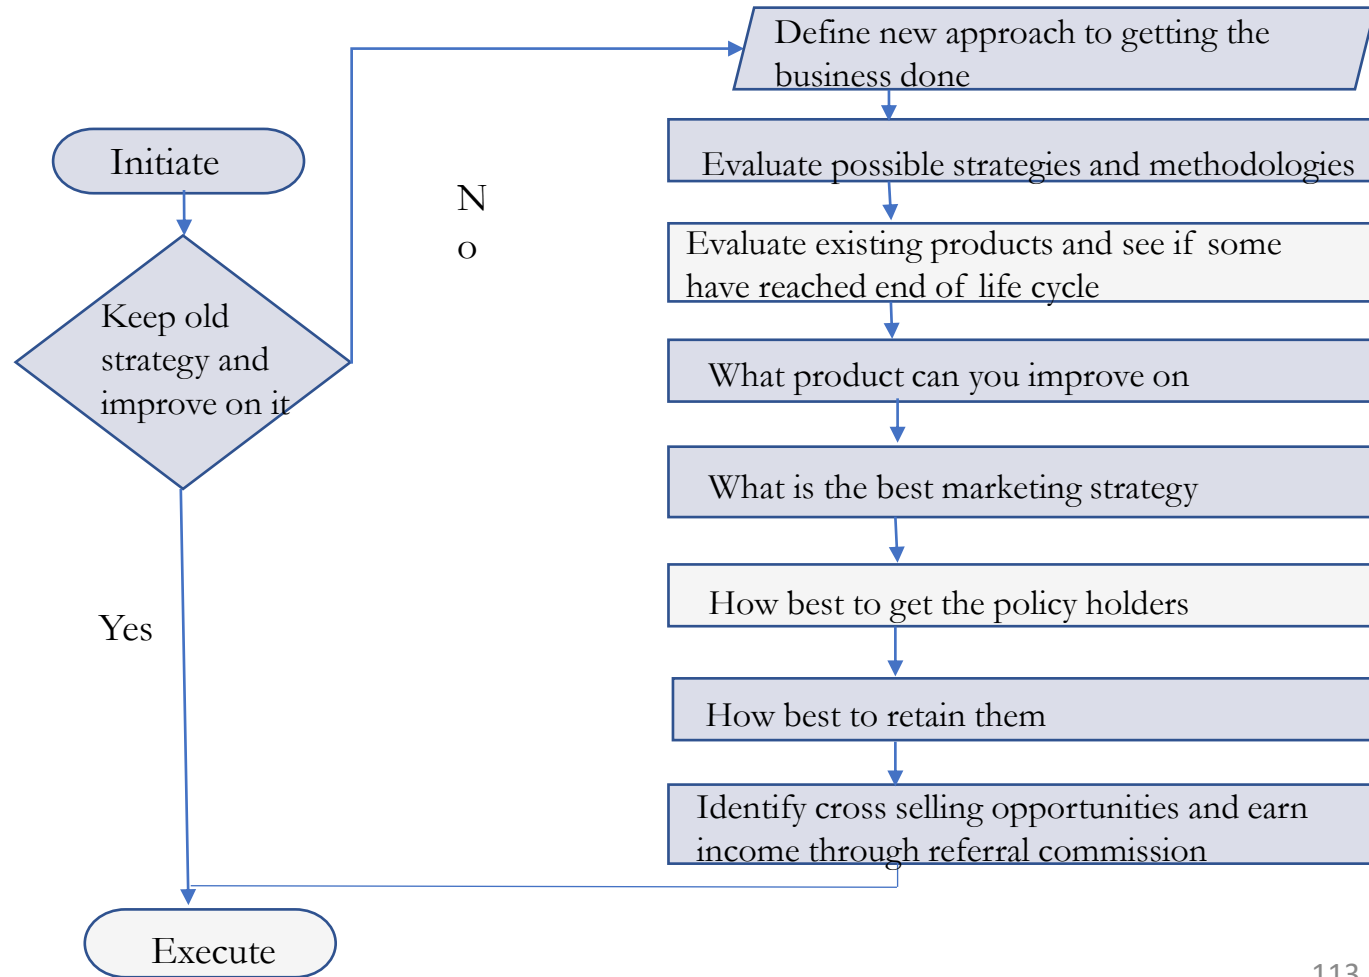 Define new approach to getting the
business done
Initiate
Evaluate possible strategies and methodologies
N
o
Evaluate existing products and see if some
have reached end of life cycle
Keep old
strategy and
improve on it
What product can you improve on
What is the best marketing strategy
How best to get the policy holders
Yes
How best to retain them
Identify cross selling opportunities and earn
income through referral commission
Execute
113